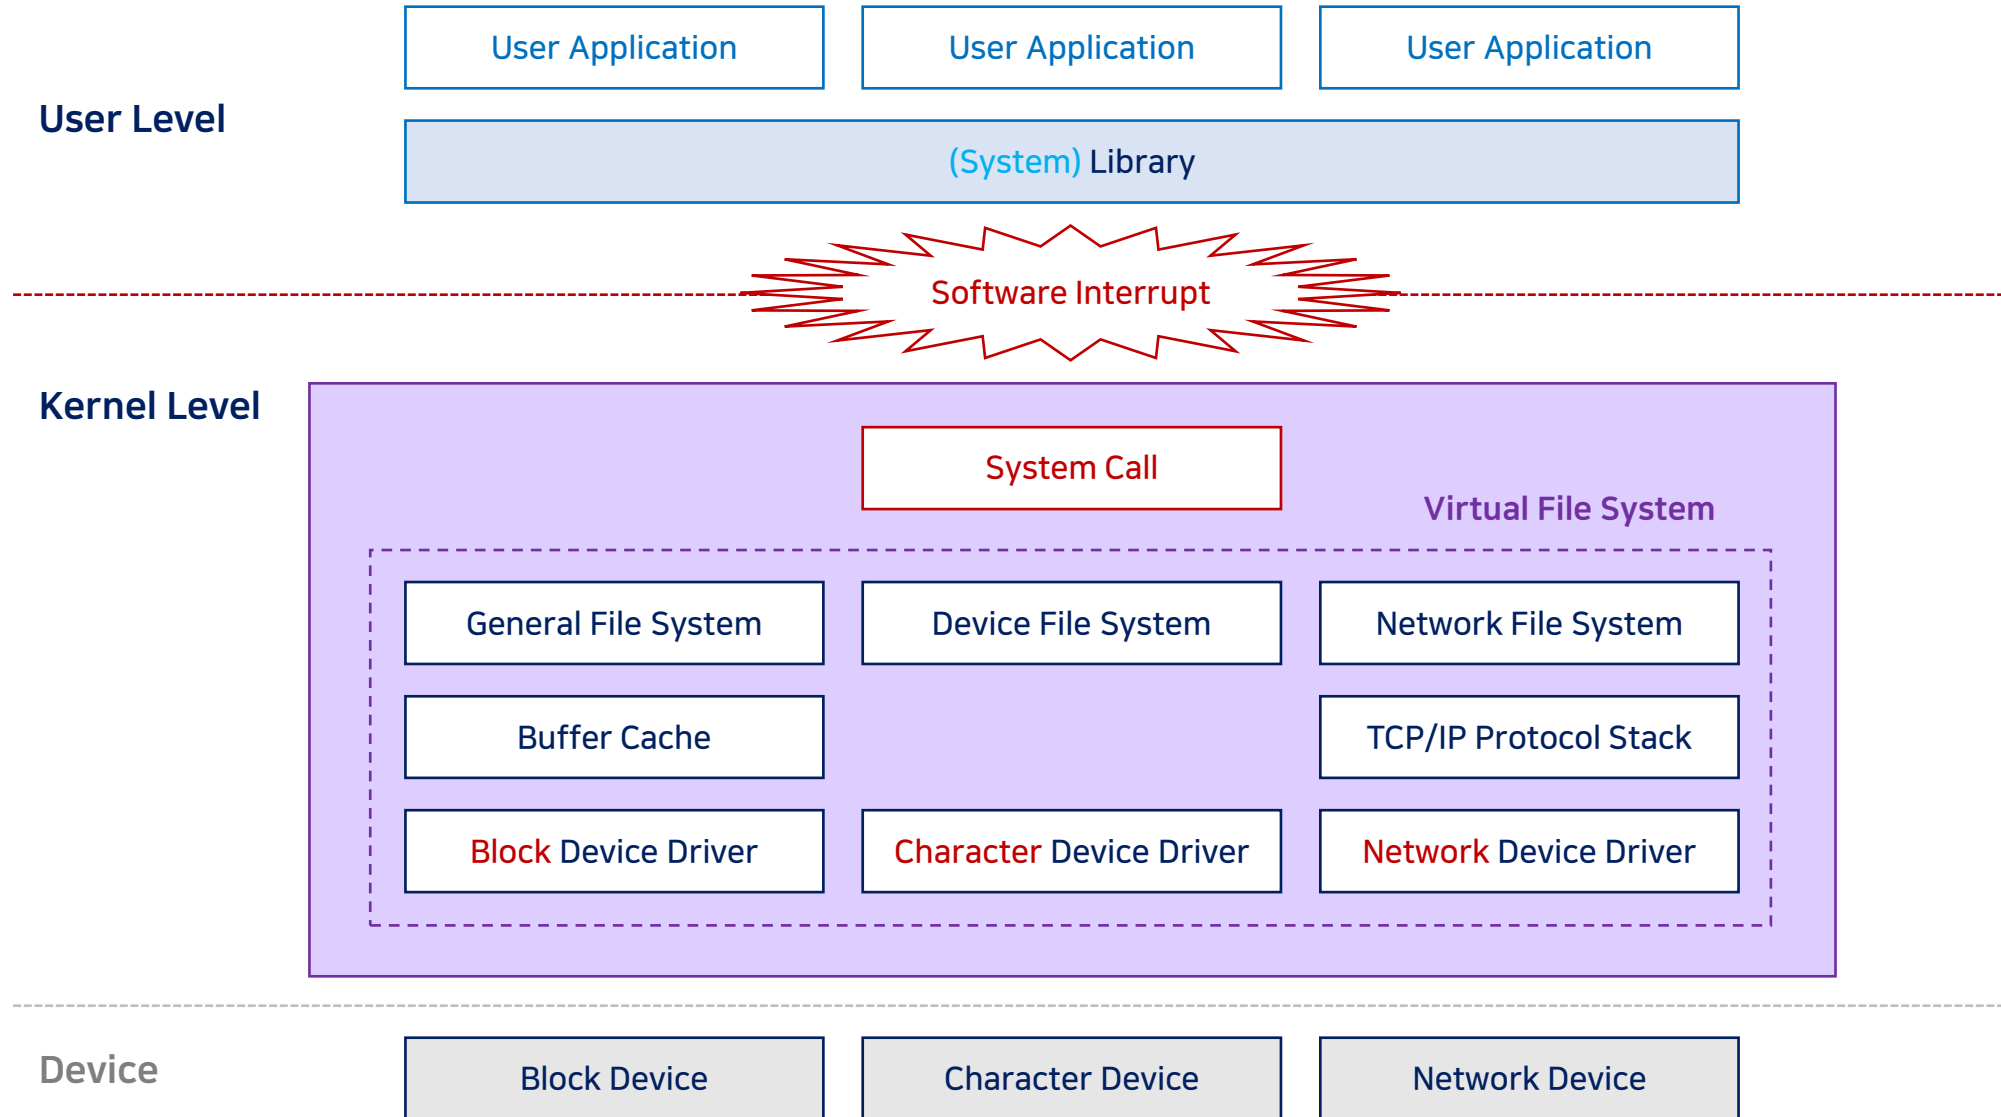 User Application
User Application
User Application
User Level
(System) Library
Software Interrupt
Kernel Level
System Call
Virtual File System
General File System
Device File System
Network File System
Buffer Cache
TCP/IP Protocol Stack
Block Device Driver
Character Device Driver
Network Device Driver
Device
Block Device
Character Device
Network Device